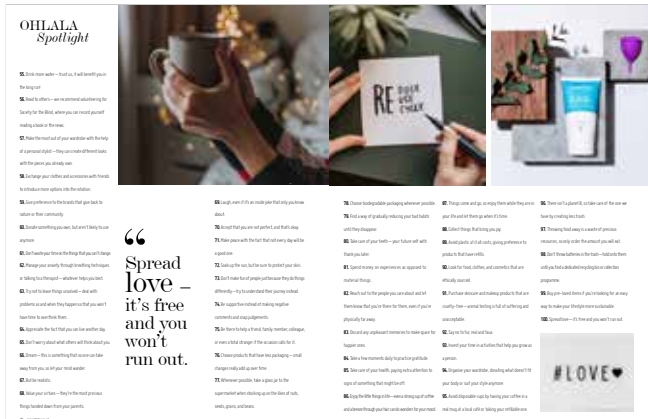 OHLALA
Spotlight
55. Drink more water – trust us, it will benefit you in
the long run!
56. Read to others – we recommend volunteering for
Society for the Blind, where you can record yourself
reading a book or the news.
57. Make the most out of your wardrobe with the help
of a personal stylist – they can create different looks
with the pieces you already own.
58. Exchange your clothes and accessories with friends
to introduce more options into the rotation.
59. Give preference to the brands that give back to
nature or their community.
60. Donate something you own, but aren't likely to use
anymore.
61. Don't waste your time on the things that you can't change.
62. Manage your anxiety through breathing techniques
or talking to a therapist – whatever helps you best.
63. Try not to leave things unsolved – deal with
problems as and when they happen so that you won't
have to even think them
64. Appreciate the fact that you can live another day.
65. Don't worry about what others will think about you.
66. Dream – this is something that no one can take
away from you, so let your mind wander.
67. But be realistic.
68. Value your virtues – they're the most precious
things handed down from your parents.
“
Spread
love –
it's free
and you
won't
run out.
69. Laugh, even if it's an inside joke that only you know
about.
70. Accept that you are not perfect, and that's okay.
71. Make peace with the fact that not every day will be
a good one.
72. Soak up the sun, but be sure to protect your skin.
73. Don't make fun of people because they do things
differently – try to understand their journey instead.
74. Be supportive instead of making negative
comments and snap judgements.
75. Be there to help a friend, family member, colleague,
or even a total stranger if the occasion calls for it.
76. Choose products that have less packaging – small
changes really add up over time.
77. Whenever possible, take a glass jar to the
supermarket when stocking up on the likes of nuts,
seeds, grains, and beans.
RE DUCE
USE
CYCLE
78. Choose biodegradable packaging whenever possible.
79. Find a way of gradually reducing your bad habits
until they disappear.
80. Take care of your teeth – your future self will
thank you later.
81. Spend money on experiences as opposed to
material things.
82. Reach out to the people you care about and let
them know that you're there for them, even if you're
physically far away.
83. Discard any unpleasant memories to make space for
happier ones.
84. Take a few moments daily to practice gratitude.
85. Take care of your health, paying extra attention to
signs of something that might be off.
86. Enjoy the little things in life – even a strong cup of coffee
87. Things come and go, so enjoy them while they are in
your life and let them go when it's time.
88. Collect things that bring you joy.
89. Avoid plastic at all costs, giving preference to
products that have refills.
90. Look for food, clothes, and cosmetics that are
ethically sourced.
91. Purchase skincare and makeup products that are
cruelty-free – animal testing is full of suffering and
unacceptable.
92. Say no to fur, real and faux.
93. Invest your time in activities that help you grow as
a person.
94. Organise your wardrobe, donating what doesn't fit
your body or suit your style anymore.
95. Avoid disposable cups by having your coffee in a
real mug at a local café or taking your refillable one
96. There isn't a planet B, so take care of the one we
have by creating less trash.
97. Throwing food away is a waste of precious
resources, so only order the amount you will eat.
98. Don't throw batteries in the trash – hold onto them
until you find a dedicated recycling bin or collection
programme.
99. Buy pre-loved items if you're looking for an easy
way to make your lifestyle more sustainable.
100. Spread love – it's free and you won't run out.
#LOVE♥